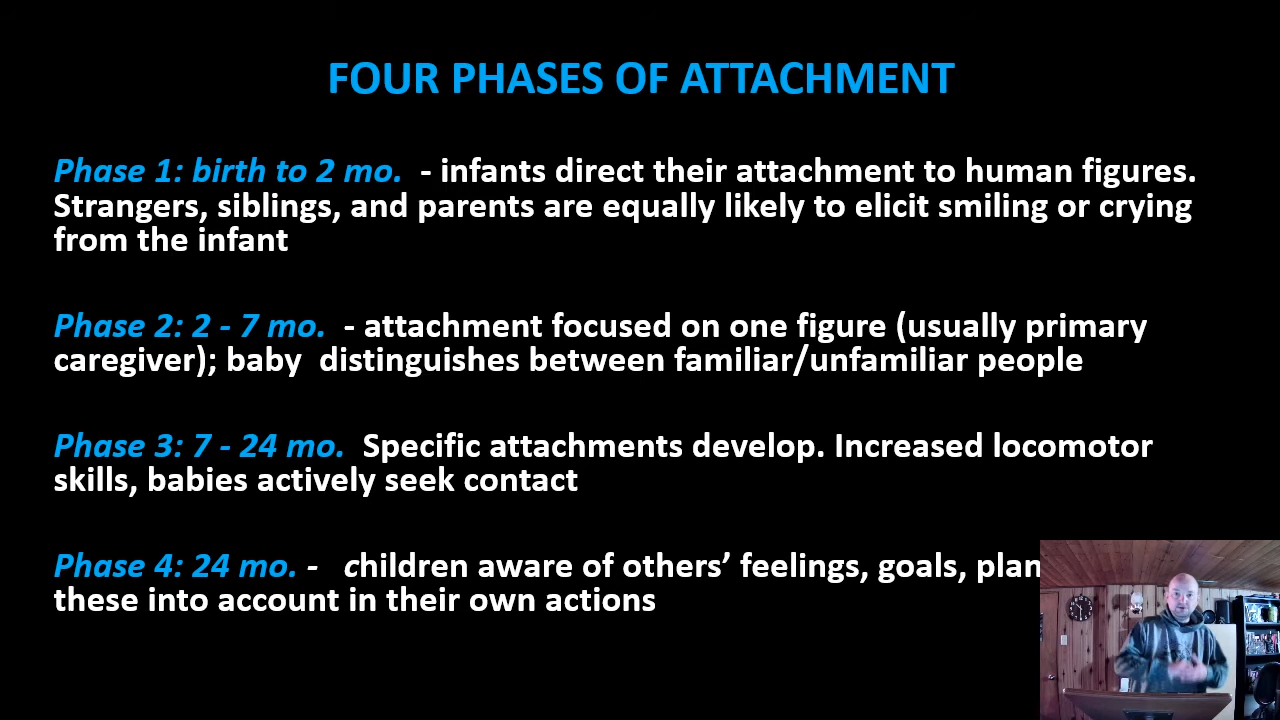 FOUR PHASES OF ATTACHMENT
Phase 1: birth to 2 mo. - infants direct their attachment to human figures.
Strangers, siblings, and parents are equally likely to elicit smiling or crying
from the infant
Phase 2: 2 - 7 mo. - attachment focused on one figure (usually primary
caregiver); baby distinguishes between familiar/unfamiliar people
Phase 3: 7 - 24 mo. Specific attachments develop. Increased locomotor
skills, babies actively seek contact
Phase 4: 24 mo. - children aware of others’ feelings, goals,
these into account in their own actions